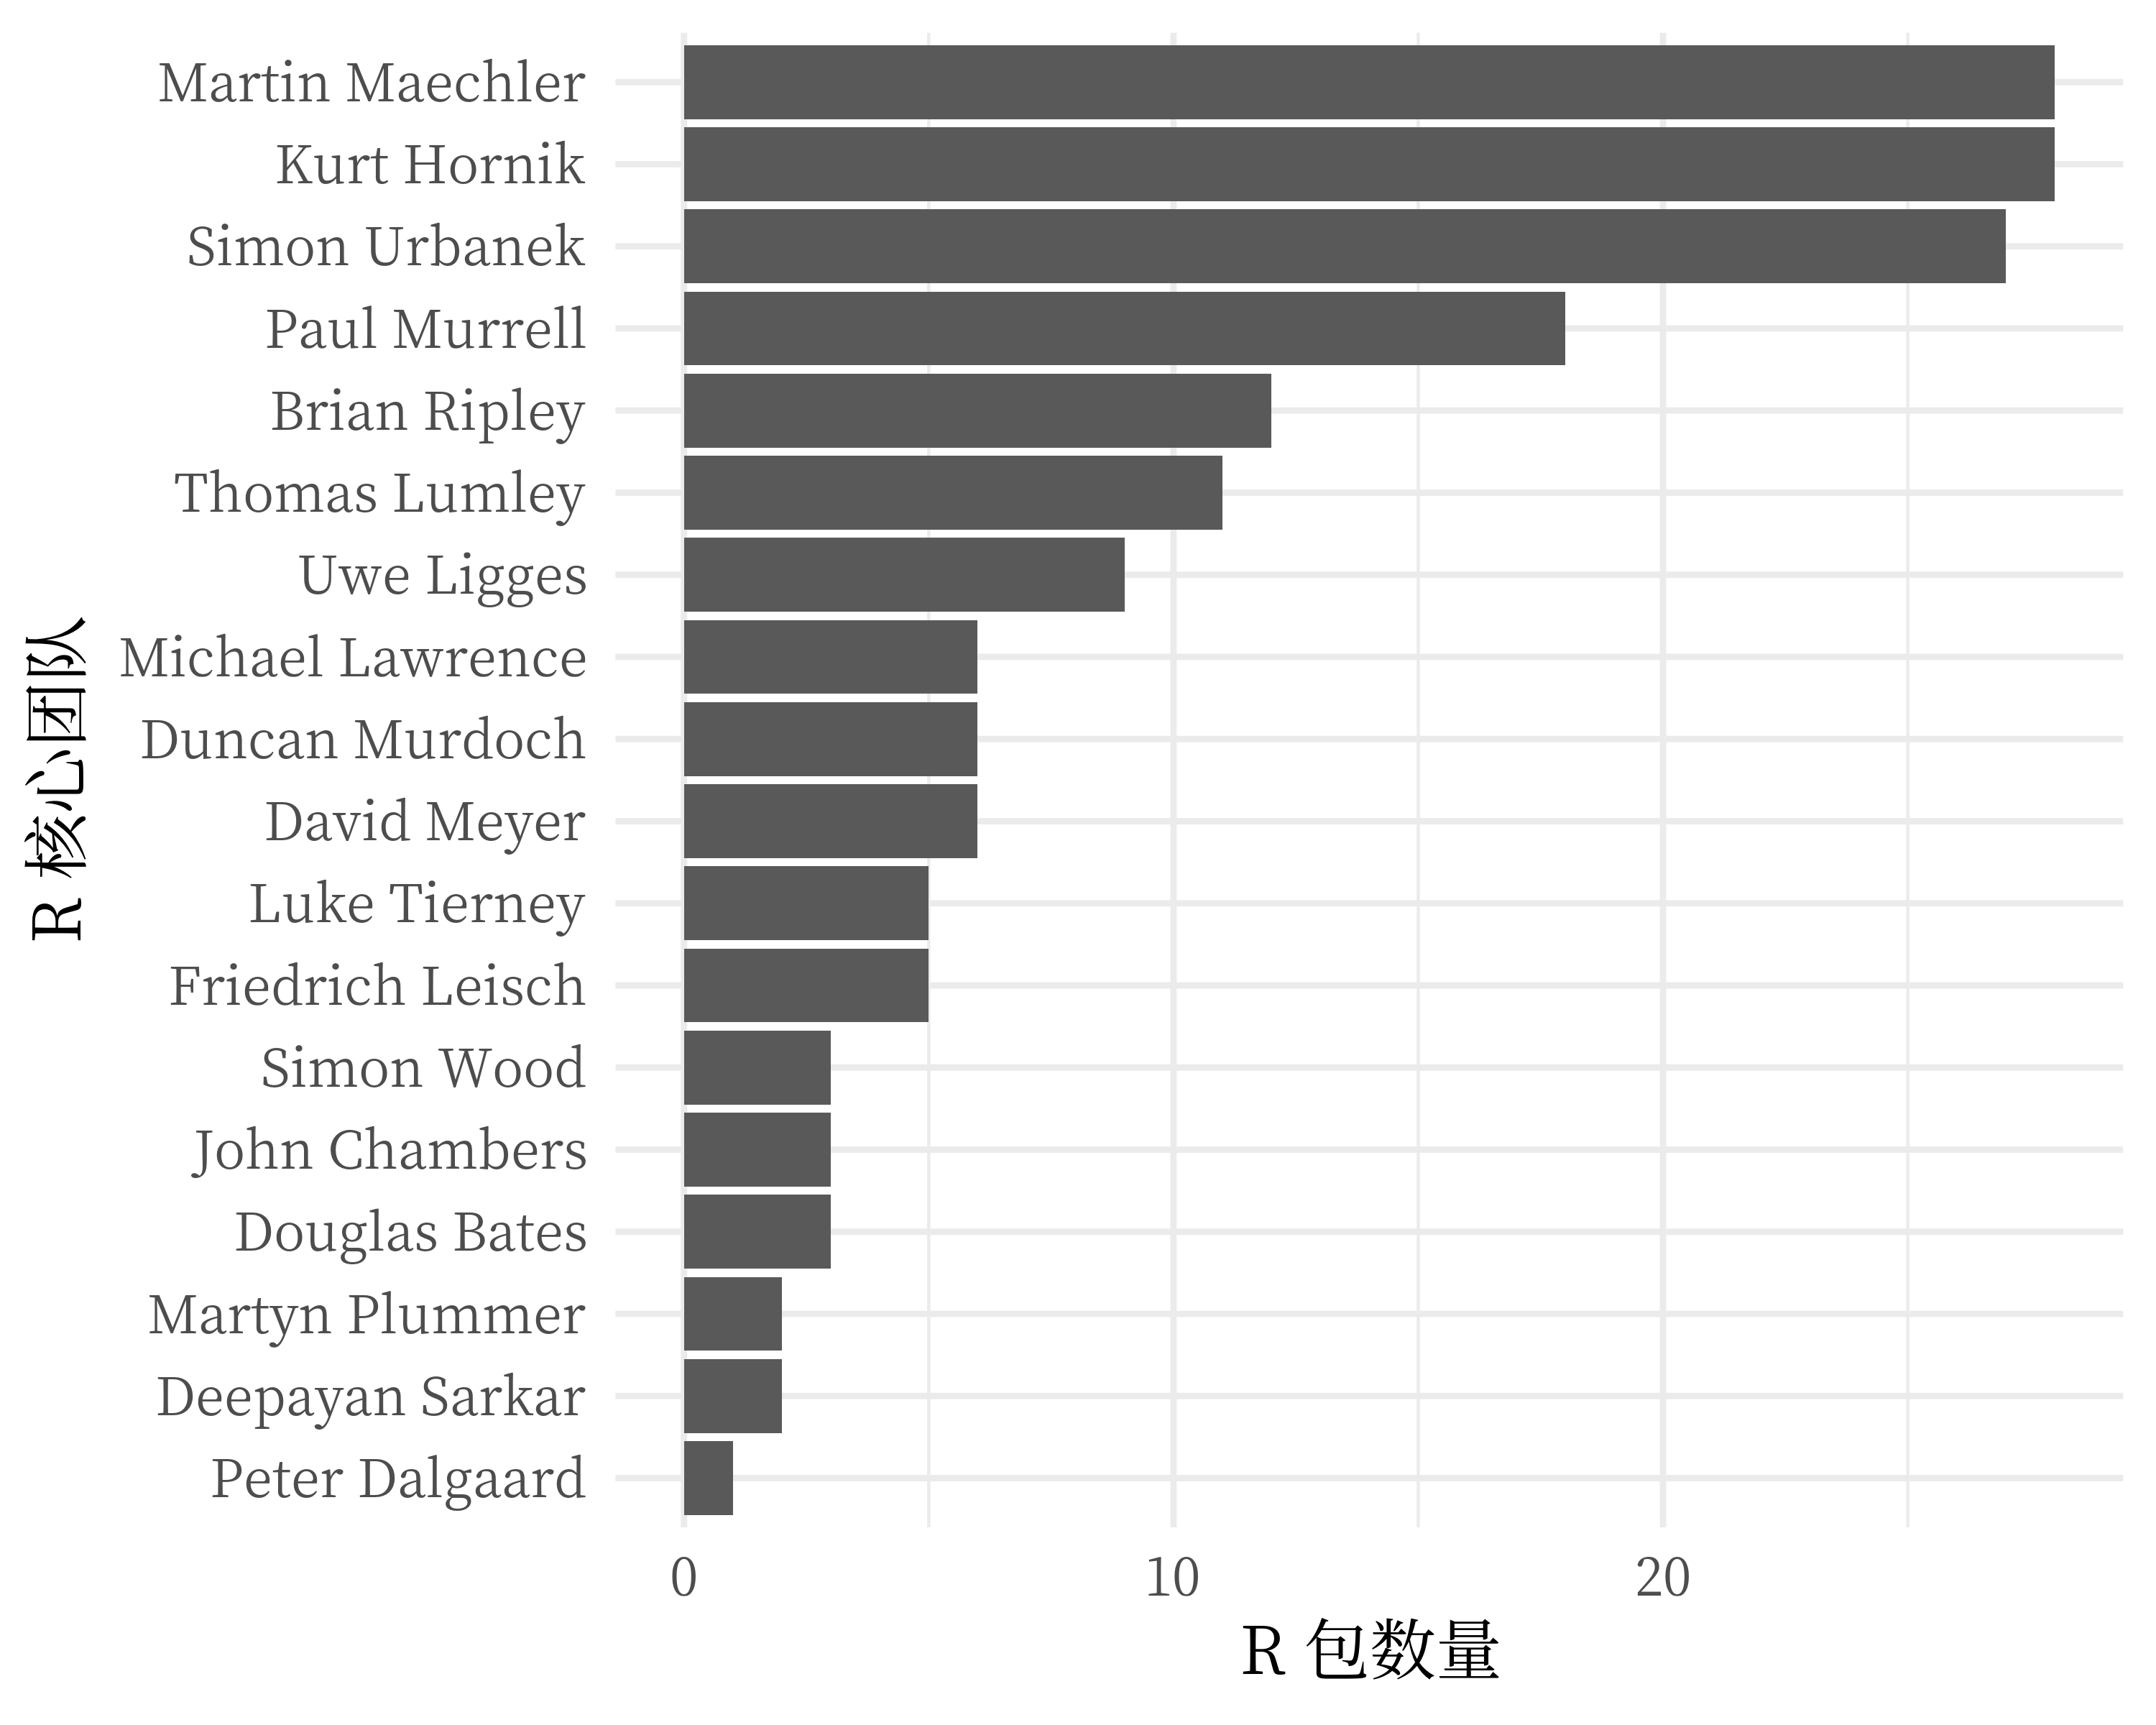 Martin Maechler
Kurt Hornik
Simon Urbanek
Paul Murrell
Brian Ripley
Thomas Lumley
Uwe Ligges
Michael Lawrence
Duncan Murdoch
David Meyer
Luke Tierney
Friedrich Leisch
Simon Wood
John Chambers
Douglas Bates
Martyn Plummer
Deepayan Sarkar
Peter Dalgaard
R 核心团队
0 10 20
R 包数量